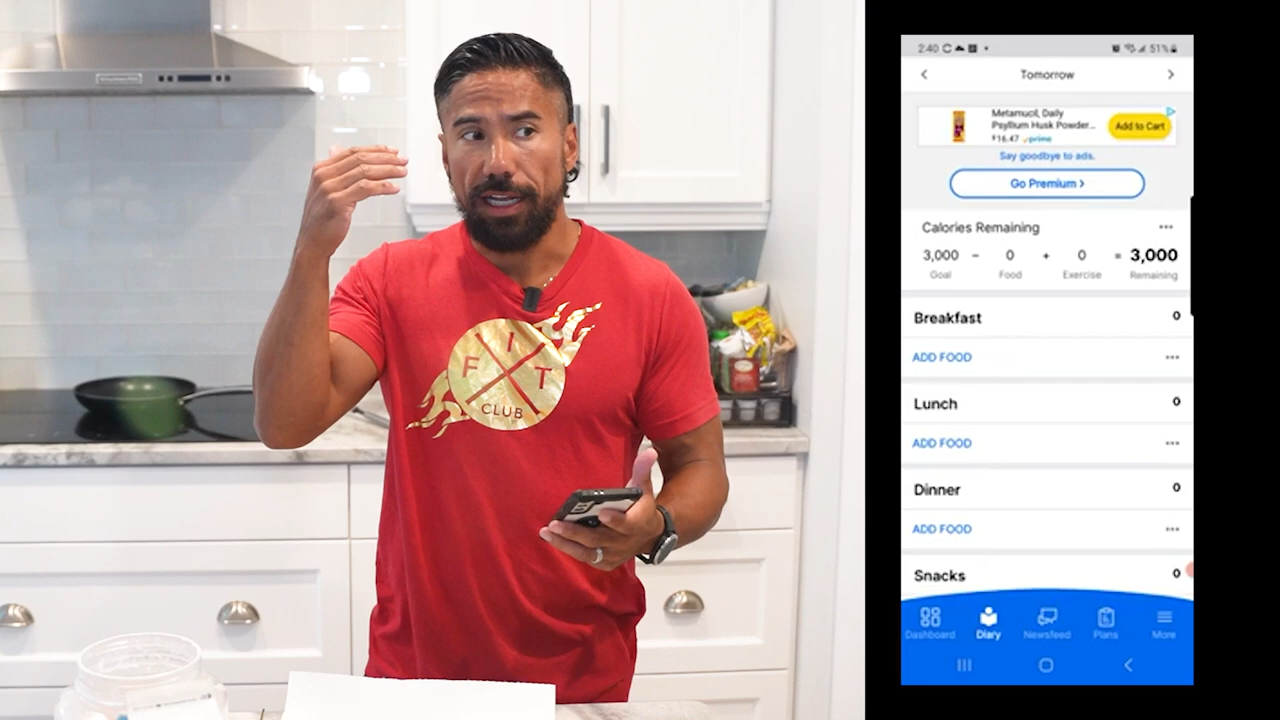 F I T
CLUB
2:40
51%
Tomorrow
Metamucil, Daily
Psyllium Husk Powder...
$16.47 prime
Add to Cart
Say goodbye to ads.
Go Premium >
Calories Remaining
3,000 - 0 + 0 = 3,000
Goal Food Exercise Remaining
Breakfast 0
ADD FOOD
Lunch 0
ADD FOOD
Dinner 0
ADD FOOD
Snacks 0
Dashboard Diary Newsfeed Plans More